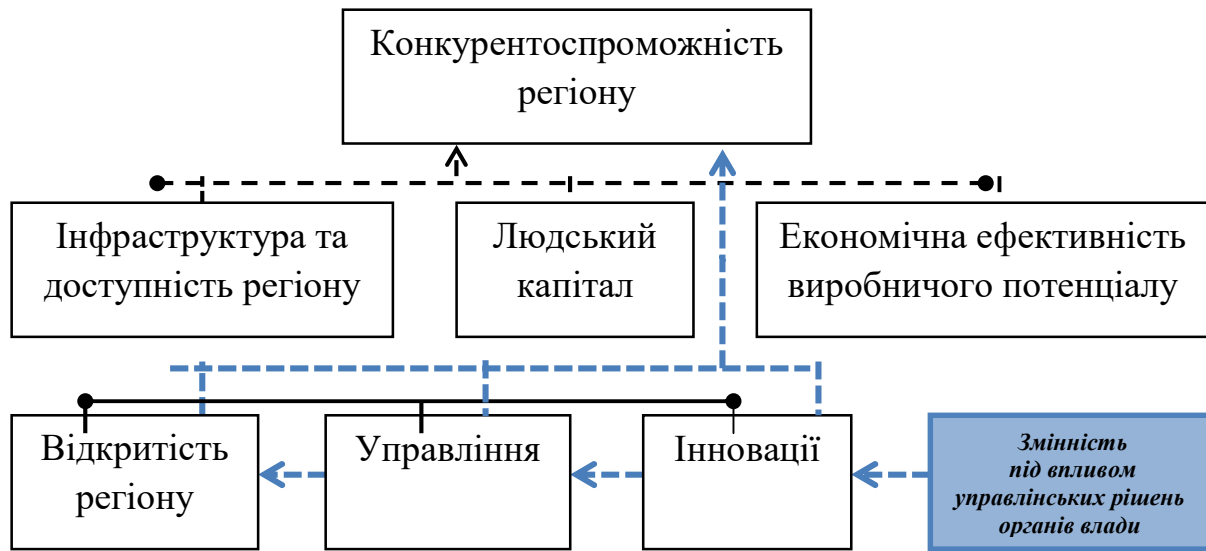 Конкурентоспроможність
регіону
Інфраструктура та
доступність регіону
Людський
капітал
Економічна ефективність
виробничого потенціалу
Відкритість
регіону
Управління
Інновації
Змінність
під впливом
управлінських рішень
органів влади